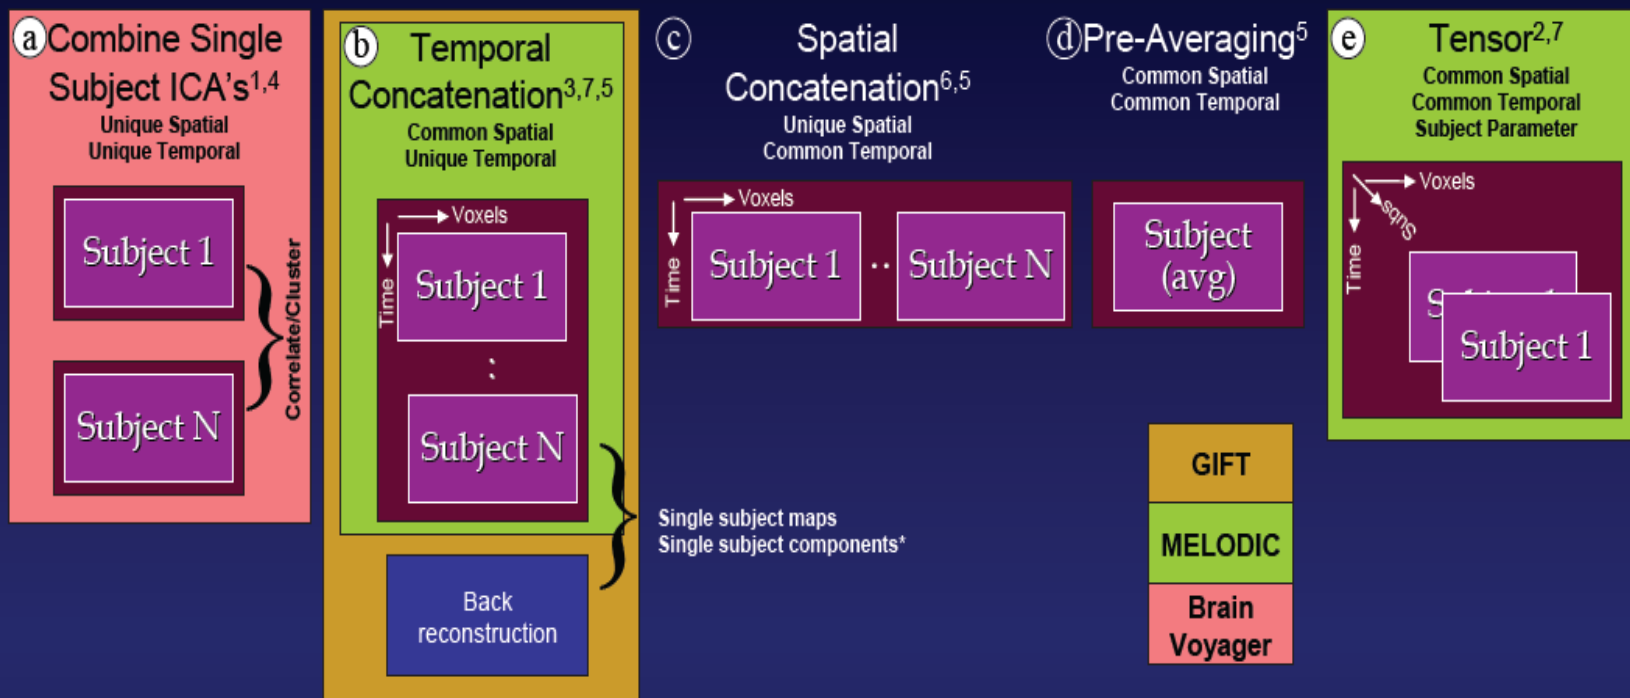 a Combine Single
Subject ICA's1,4
Unique Spatial
Unique Temporal
Subject 1
Subject N
Correlate/Cluster
b Temporal
Concatenation3,7,5
Common Spatial
Unique Temporal
Voxels
Time
Subject 1
:
Subject N
Back
reconstruction
Single subject maps
Single subject components*
c Spatial
Concatenation6,5
Unique Spatial
Common Temporal
Voxels
Time
Subject 1 .. Subject N
d Pre-Averaging5
Common Spatial
Common Temporal
Subject
(avg)
e Tensor2,7
Common Spatial
Common Temporal
Subject Parameter
Voxels
Subs
Time
Subject 1
GIFT
MELODIC
Brain
Voyager